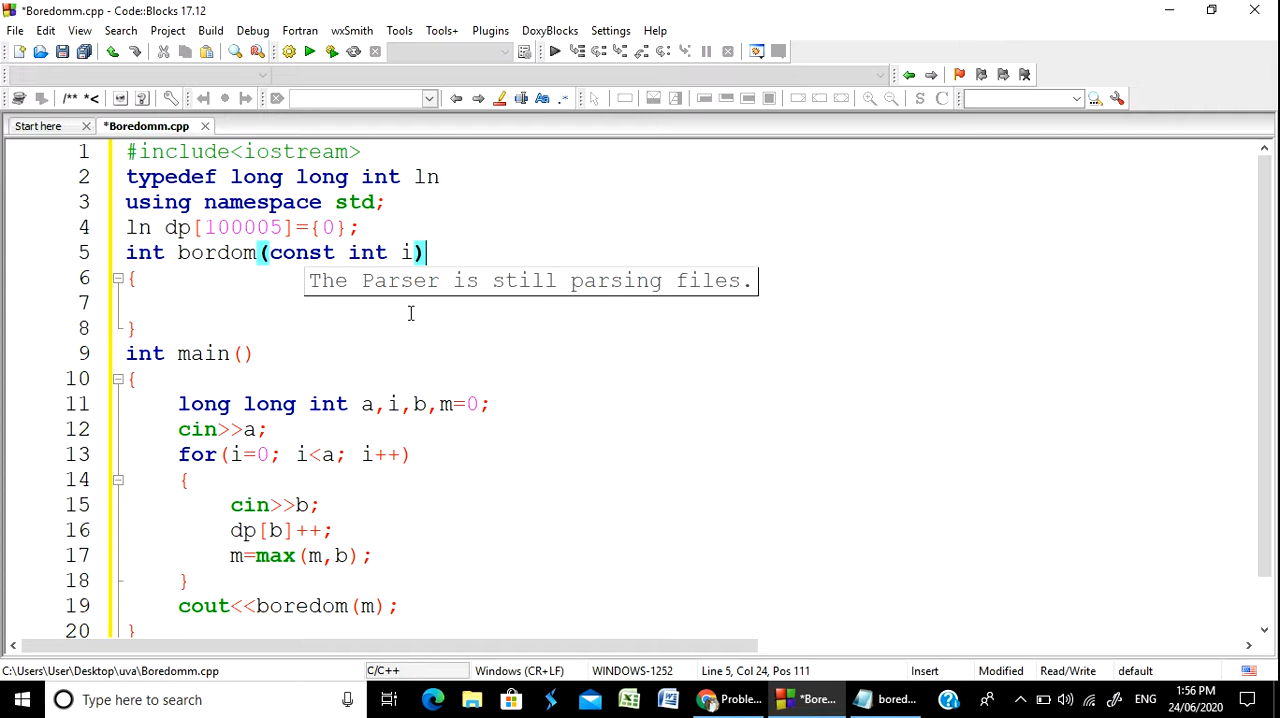 *Boredomm.cpp - Code::Blocks 17.12
File Edit View Search Project Build Debug Fortran wxSmith Tools Tools+ Plugins DoxyBlocks Settings Help
/** *< Aa .* S C
Start here *Boredomm.cpp
1 #include<iostream>
2 typedef long long int ln
3 using namespace std;
4 ln dp[100005]={0};
5 int bordom(const int i)
6 {
The Parser is still parsing files.
7
8 }
9 int main()
10 {
11 long long int a,i,b,m=0;
12 cin>>a;
13 for(i=0; i<a; i++)
14 {
15 cin>>b;
16 dp[b]++;
17 m=max(m,b);
18 }
19 cout<<boredom(m);
20 }
C:\Users\User\Desktop\uva\Boredomm.cpp C/C++ Windows (CR+LF) WINDOWS-1252 Line 5, Col 24, Pos 111 Insert Modified Read/Write default
Type here to search Proble... *Bore... bored... ENG 1:56 PM
24/06/2020